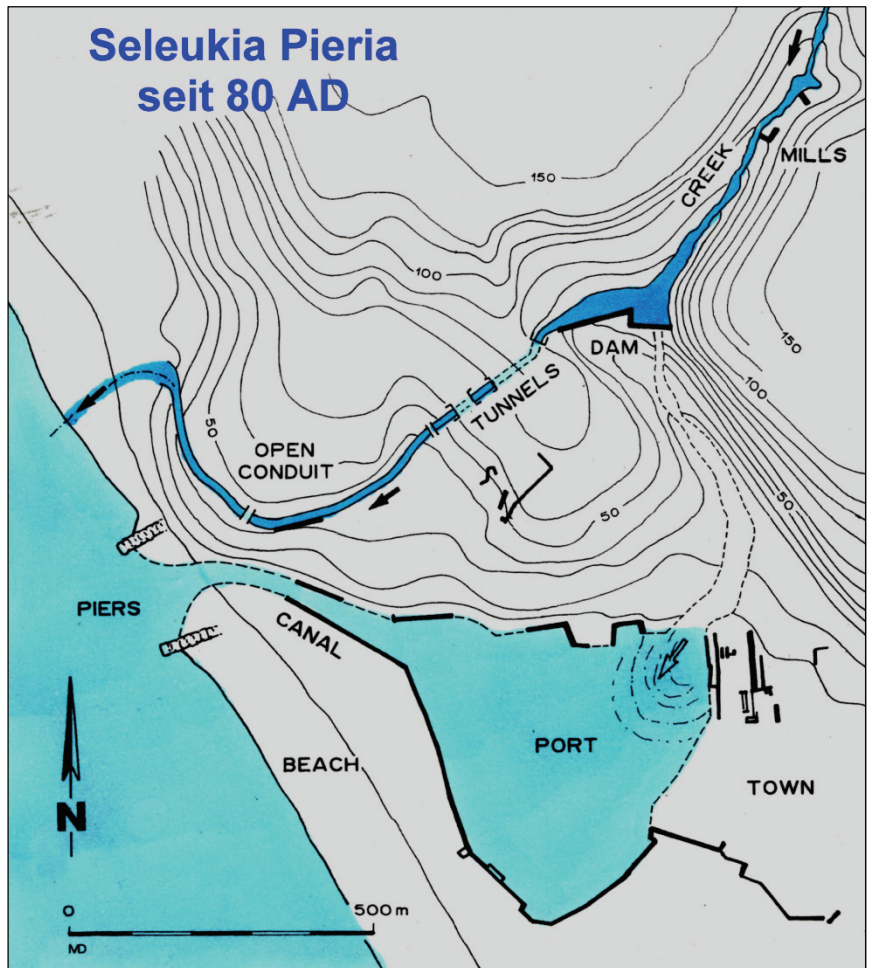 Seleukia Pieria
seit 80 AD
150
CREEK
MILLS
100
150
DAM
100
TUNNELS
50
OPEN
CONDUIT
50
50
PIERS
CANAL
PORT
BEACH
TOWN
N
0
500 m
MD